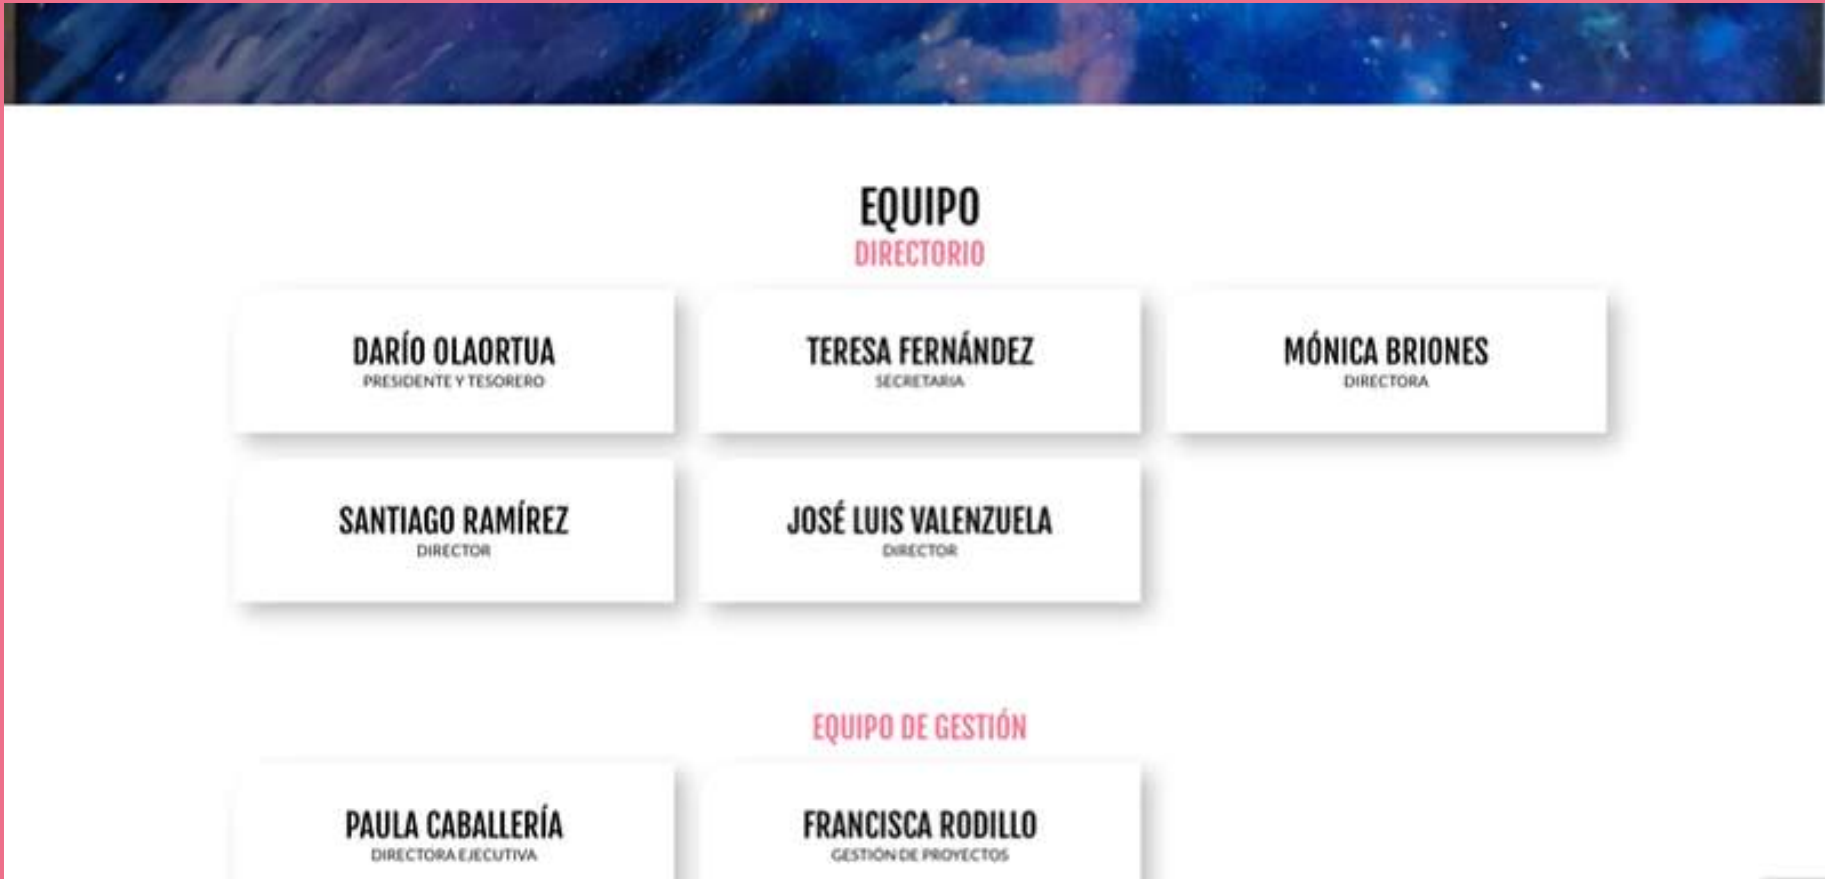 EQUIPO
DIRECTORIO
DARÍO OLAORTUA
PRESIDENTE Y TESORERO
TERESA FERNÁNDEZ
SECRETARIA
MÓNICA BRIONES
DIRECTORA
SANTIAGO RAMÍREZ
DIRECTOR
JOSÉ LUIS VALENZUELA
DIRECTOR
EQUIPO DE GESTIÓN
PAULA CABALLERÍA
DIRECTORA EJECUTIVA
FRANCISCA RODILLO
GESTIÓN DE PROYECTOS